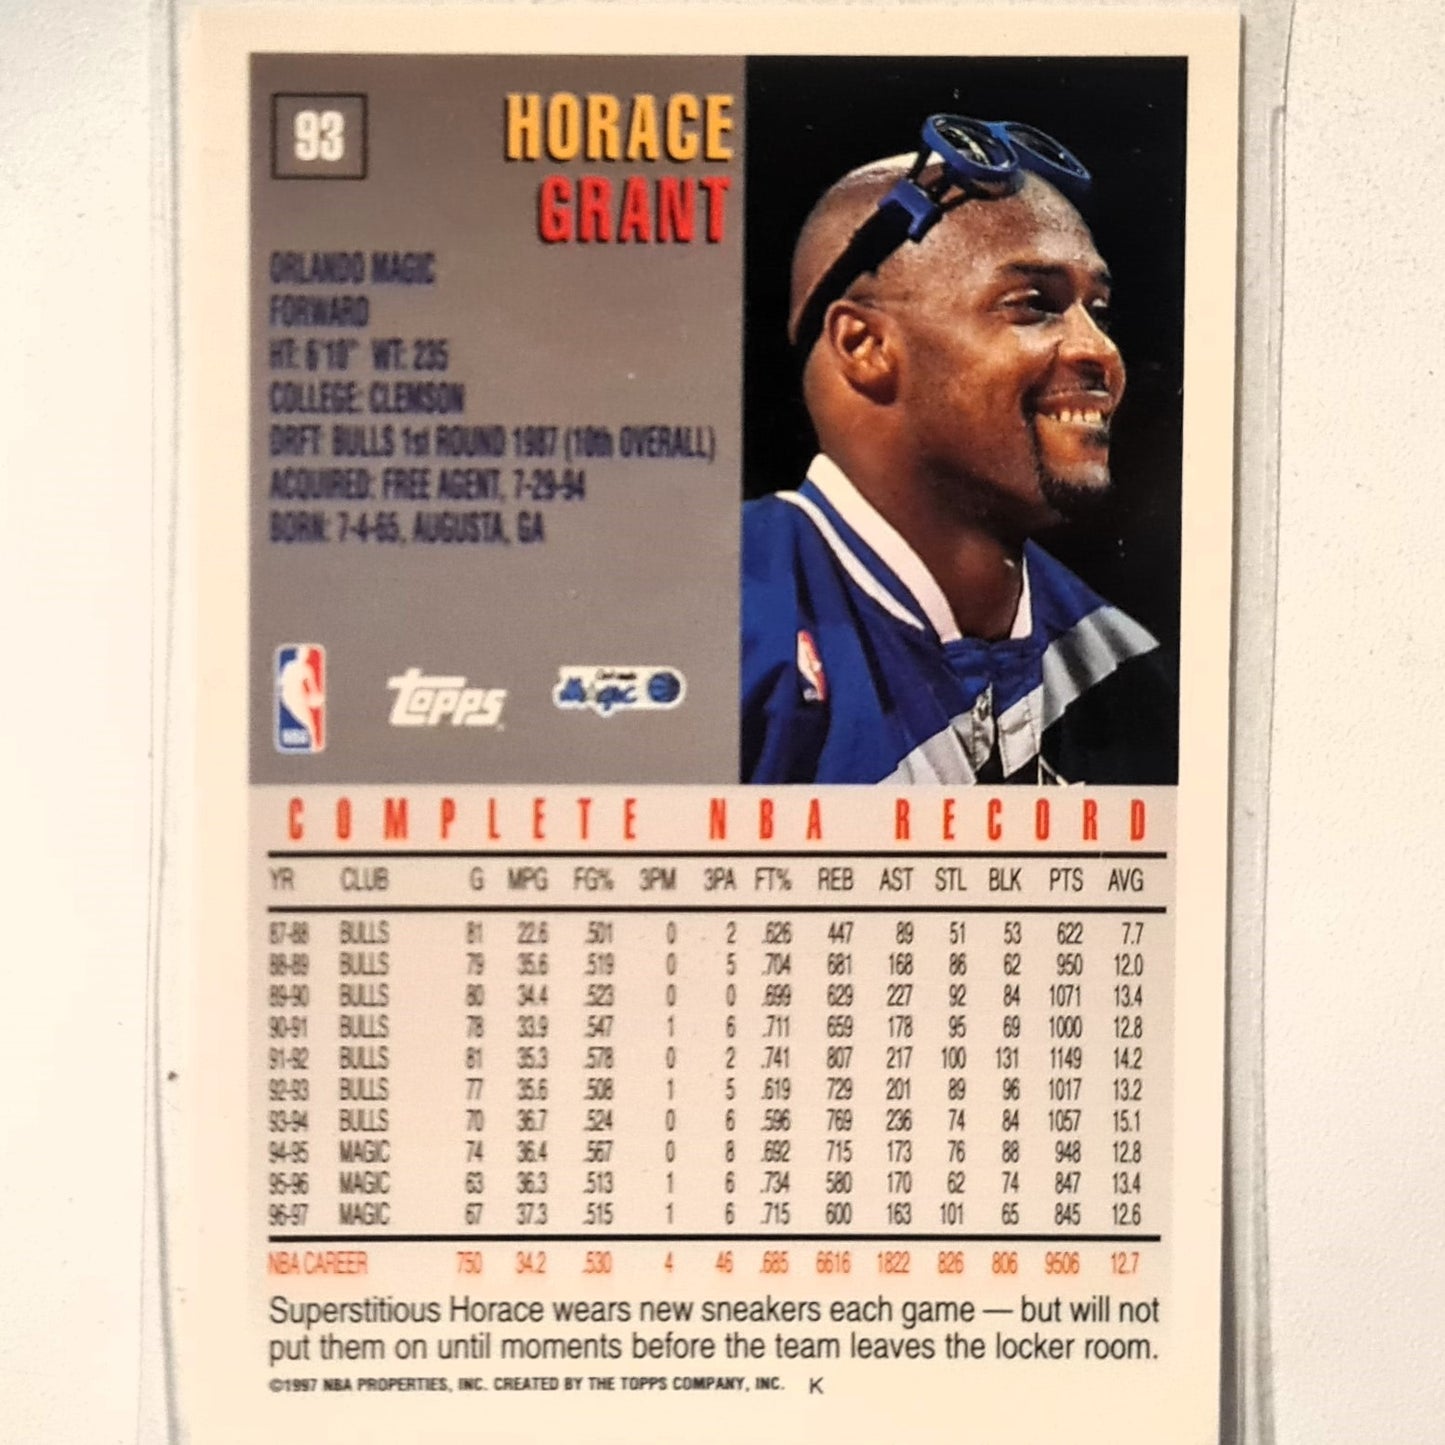 93
HORACE
GRANT
ORLANDO MAGIC
FORWARD
HT: 6'10" WT: 235
COLLEGE: CLEMSON
DRFT: BULLS 1st ROUND 1987 (10th OVERALL)
ACQUIRED: FREE AGENT, 7-29-94
BORN: 7-4-65, AUGUSTA, GA
NBA TOPPS Magic
COMPLETE NBA RECORD
YR CLUB G MPG FG% 3PM 3PA FT% REB AST STL BLK PTS AVG
87-88 BULLS 81 22.6 .501 0 2 .626 447 89 51 53 622 7.7
88-89 BULLS 79 35.6 .519 0 5 .704 681 168 86 62 950 12.0
89-90 BULLS 80 34.4 .523 0 0 .699 629 227 92 84 1071 13.4
90-91 BULLS 78 33.9 .547 1 6 .711 659 178 95 69 1000 12.8
91-92 BULLS 81 35.3 .578 0 2 .741 807 217 100 131 1149 14.2
92-93 BULLS 77 35.6 .508 1 5 .619 729 201 89 96 1017 13.2
93-94 BULLS 70 36.7 .524 0 6 .596 769 236 74 84 1057 15.1
94-95 MAGIC 74 36.4 .567 0 8 .692 715 173 76 88 948 12.8
95-96 MAGIC 63 36.3 .513 1 6 .734 580 170 62 74 847 13.4
96-97 MAGIC 67 37.3 .515 1 6 .715 600 163 101 65 845 12.6
NBA CAREER 750 34.2 .530 4 46 .685 6616 1822 826 806 9506 12.7
Superstitious Horace wears new sneakers each game — but will not
put them on until moments before the team leaves the locker room.
©1997 NBA PROPERTIES, INC. CREATED BY THE TOPPS COMPANY, INC. K